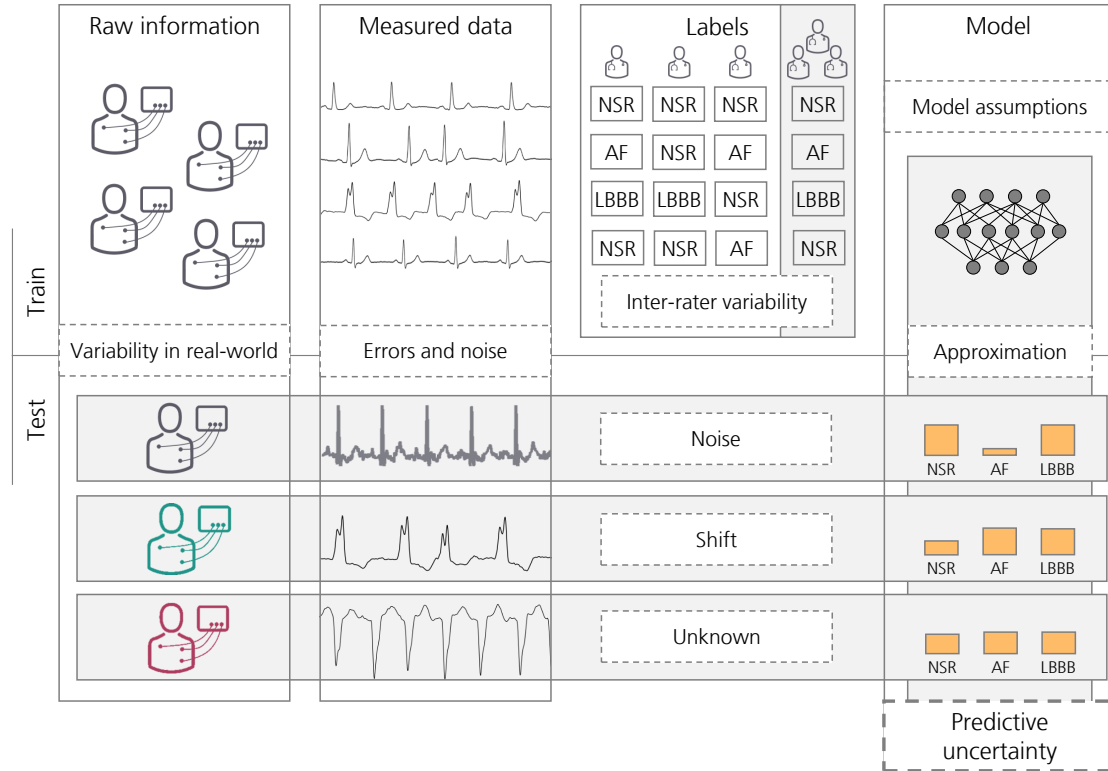 Raw information
Measured data
Labels
Model
NSR NSR NSR NSR
AF NSR AF AF
LBBB LBBB NSR LBBB
NSR NSR AF NSR
Inter-rater variability
Model assumptions
Train
Variability in real-world
Errors and noise
Approximation
Test
Noise
NSR AF LBBB
Shift
NSR AF LBBB
Unknown
NSR AF LBBB
Predictive
uncertainty